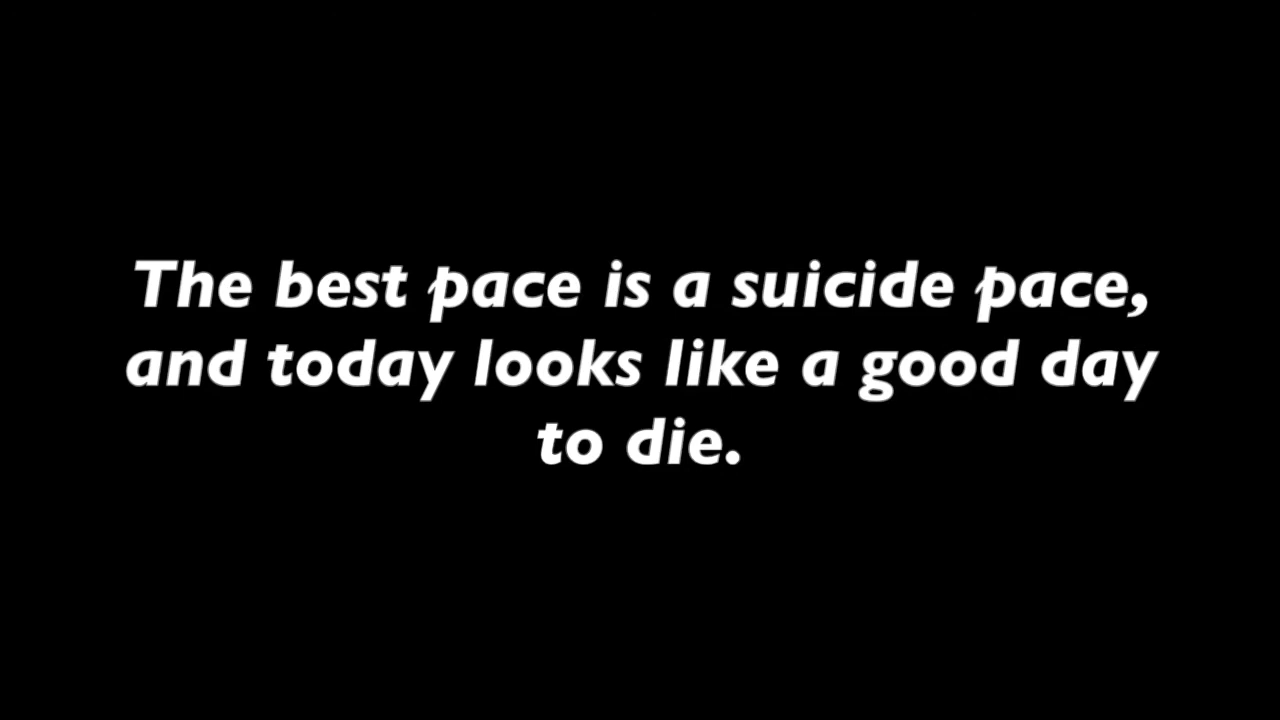 The best pace is a suicide pace,
and today looks like a good day
to die.